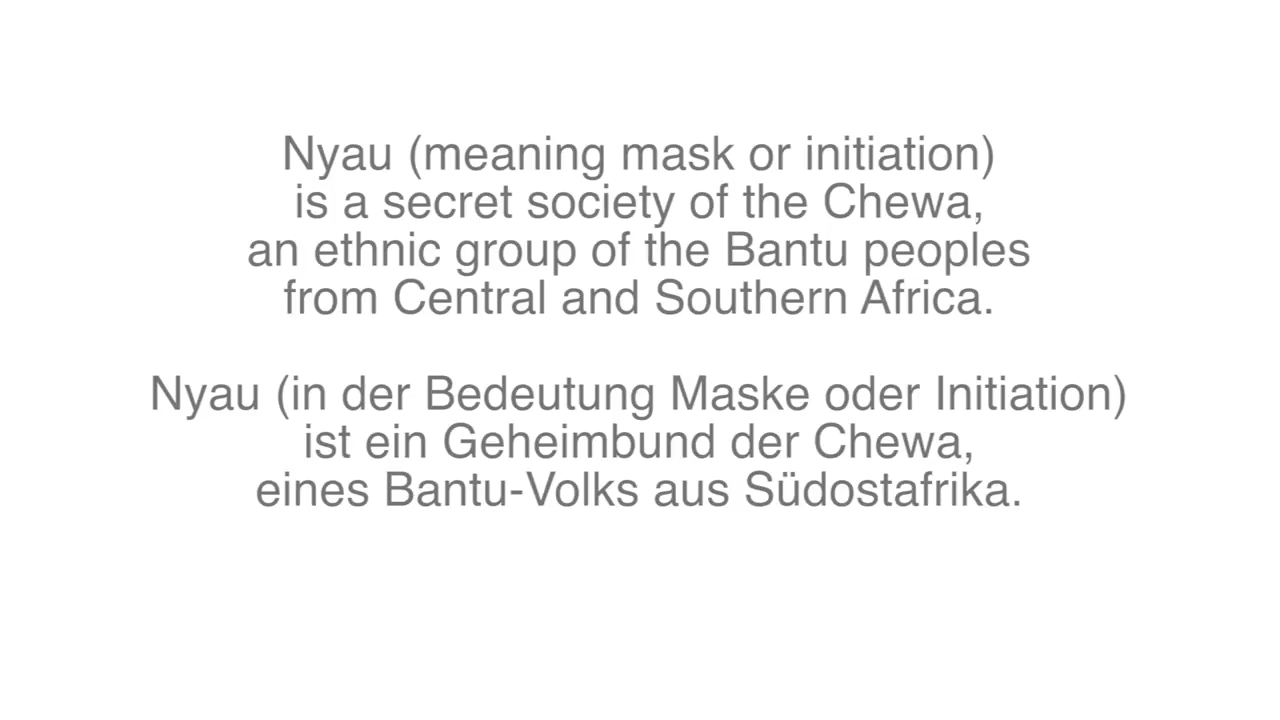 Nyau (meaning mask or initiation)
is a secret society of the Chewa,
an ethnic group of the Bantu peoples
from Central and Southern Africa.
Nyau (in der Bedeutung Maske oder Initiation)
ist ein Geheimbund der Chewa,
eines Bantu-Volks aus Südostafrika.